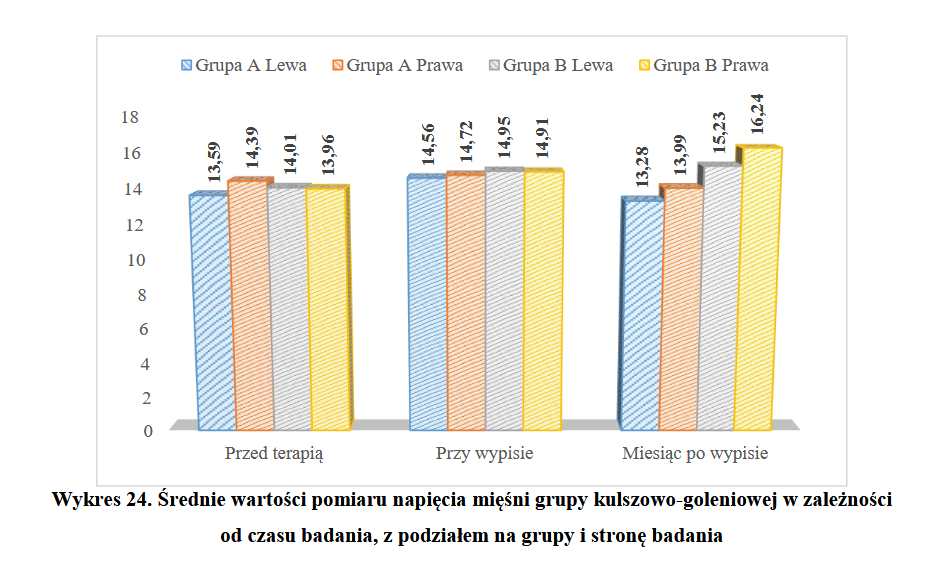 Grupa A Lewa Grupa A Prawa Grupa B Lewa Grupa B Prawa
18
16
14
12
10
8
6
4
2
0
13,59 14,39 14,01 13,96
14,56 14,72 14,95 14,91
13,28 13,99 15,23 16,24
Przed terapią Przy wypisie Miesiąc po wypisie
Wykres 24. Średnie wartości pomiaru napięcia mięśni grupy kulszowo-goleniowej w zależności
od czasu badania, z podziałem na grupy i stronę badania